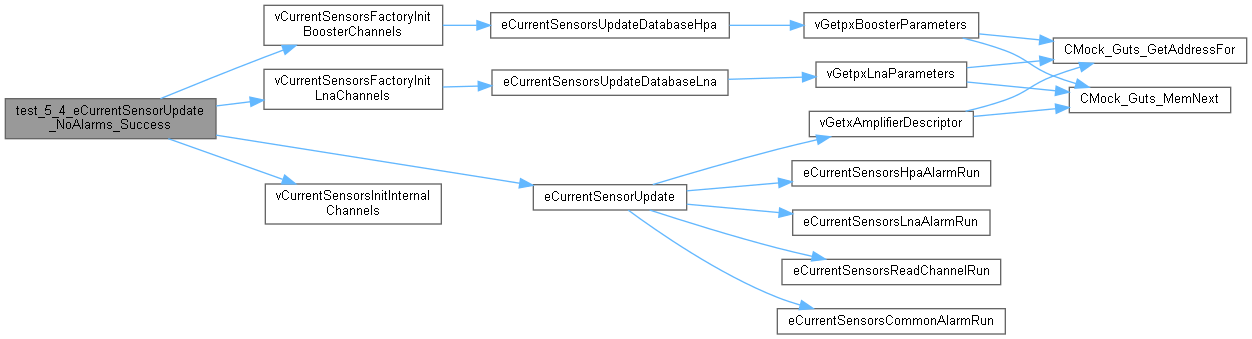 test_5_4_eCurrentSensorUpdate
_NoAlarms_Success
vCurrentSensorsFactoryInit
BoosterChannels
vCurrentSensorsFactoryInit
LnaChannels
vCurrentSensorsInitInternal
Channels
eCurrentSensorsUpdateDatabaseHpa
eCurrentSensorsUpdateDatabaseLna
eCurrentSensorUpdate
vGetpxBoosterParameters
vGetpxLnaParameters
vGetxAmplifierDescriptor
eCurrentSensorsHpaAlarmRun
eCurrentSensorsLnaAlarmRun
eCurrentSensorsReadChannelRun
eCurrentSensorsCommonAlarmRun
CMock_Guts_GetAddressFor
CMock_Guts_MemNext